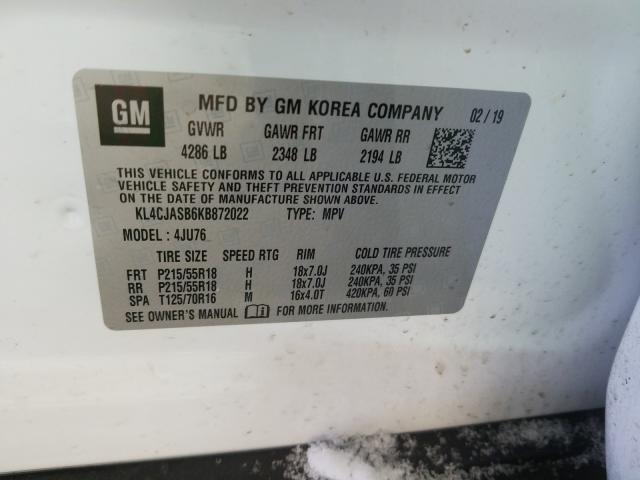 GM MFD BY GM KOREA COMPANY 02/19
GVWR GAWR FRT GAWR RR
4286 LB 2348 LB 2194 LB
THIS VEHICLE CONFORMS TO ALL APPLICABLE U.S. FEDERAL MOTOR
VEHICLE SAFETY AND THEFT PREVENTION STANDARDS IN EFFECT
ON THE DATE OF MANUFACTURE SHOWN ABOVE.
KL4CJASB6KB872022 TYPE: MPV
MODEL: 4JU76
TIRE SIZE SPEED RTG RIM COLD TIRE PRESSURE
FRT P215/55R18 H 18x7.0J 240KPA, 35 PSI
RR P215/55R18 H 18x7.0J 240KPA, 35 PSI
SPA T125/70R16 M 16x4.0T 420KPA, 60 PSI
SEE OWNER'S MANUAL FOR MORE INFORMATION.